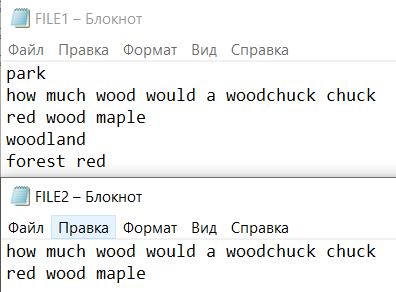 FILE1 – Блокнот
Файл Правка Формат Вид Справка
park
how much wood would a woodchuck chuck
red wood maple
woodland
forest red
FILE2 – Блокнот
Файл Правка Формат Вид Справка
how much wood would a woodchuck chuck
red wood maple